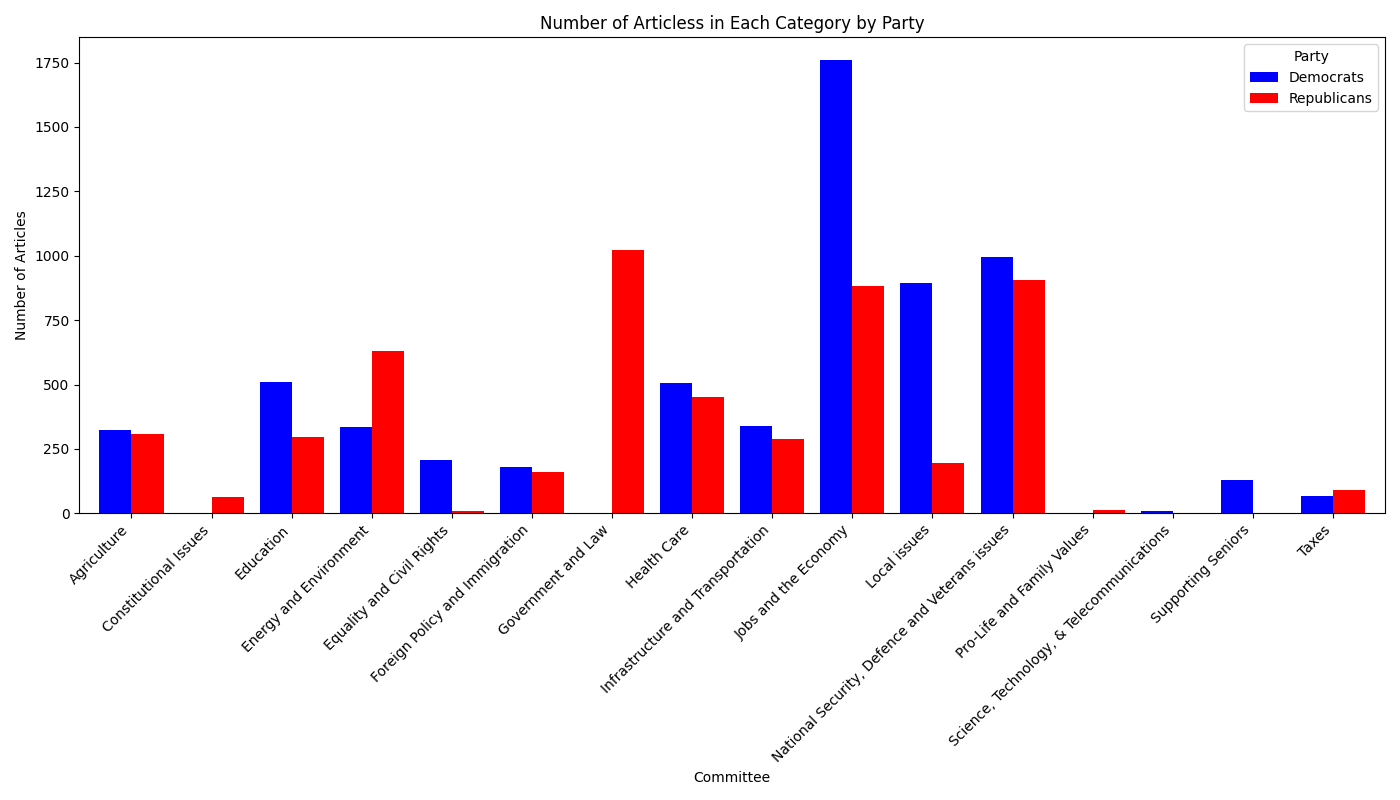 Number of Articless in Each Category by Party
Party
Democrats
Republicans
Number of Articles
1750
1500
1250
1000
750
500
250
0
Agriculture
Constitutional Issues
Education
Energy and Environment
Equality and Civil Rights
Foreign Policy and Immigration
Government and Law
Health Care
Infrastructure and Transportation
Jobs and the Economy
Local issues
National Security, Defence and Veterans issues
Pro-Life and Family Values
Science, Technology, & Telecommunications
Supporting Seniors
Taxes
Committee